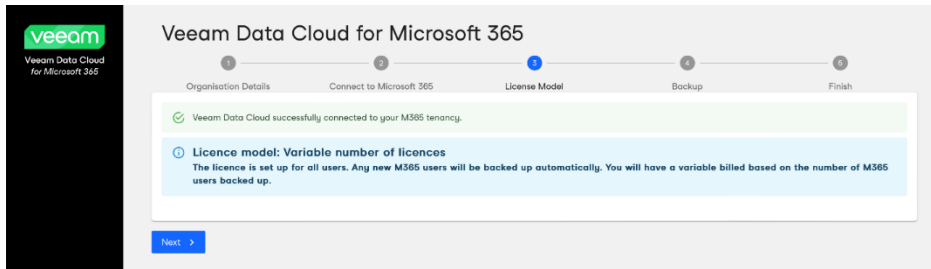 veeam
Veeam Data Cloud
for Microsoft 365
Veeam Data Cloud for Microsoft 365
1
2
3
4
5
Organisation Details
Connect to Microsoft 365
License Model
Backup
Finish
Veeam Data Cloud successfully connected to your M365 tenancy.
Licence model: Variable number of licences
The licence is set up for all users. Any new M365 users will be backed up automatically. You will have a variable billed based on the number of M365
users backed up.
Next >